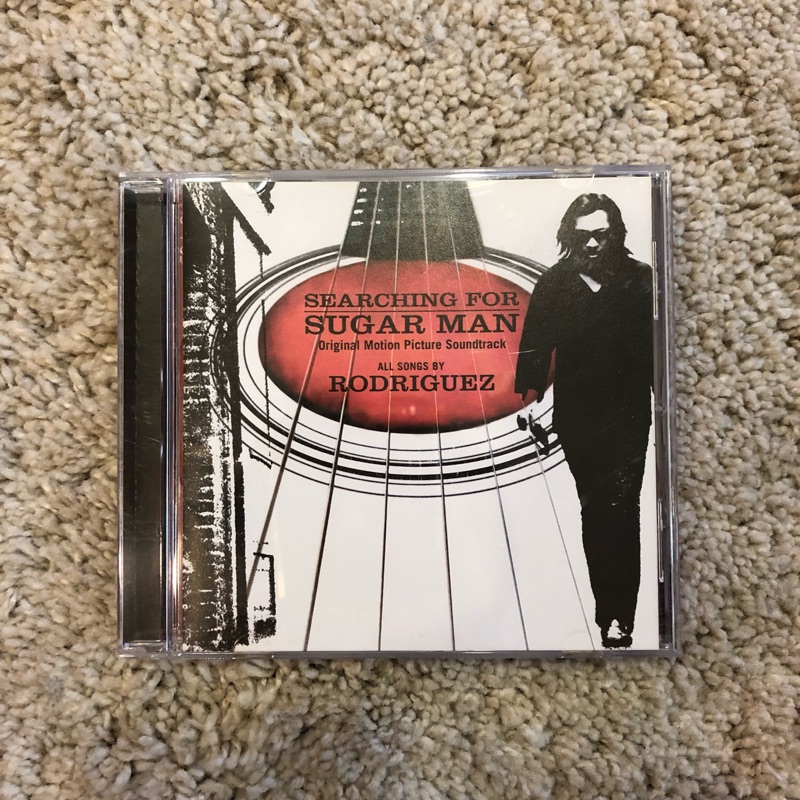 SEARCHING FOR
SUGAR MAN
Original Motion Picture Soundtrack
ALL SONGS BY
RODRIGUEZ